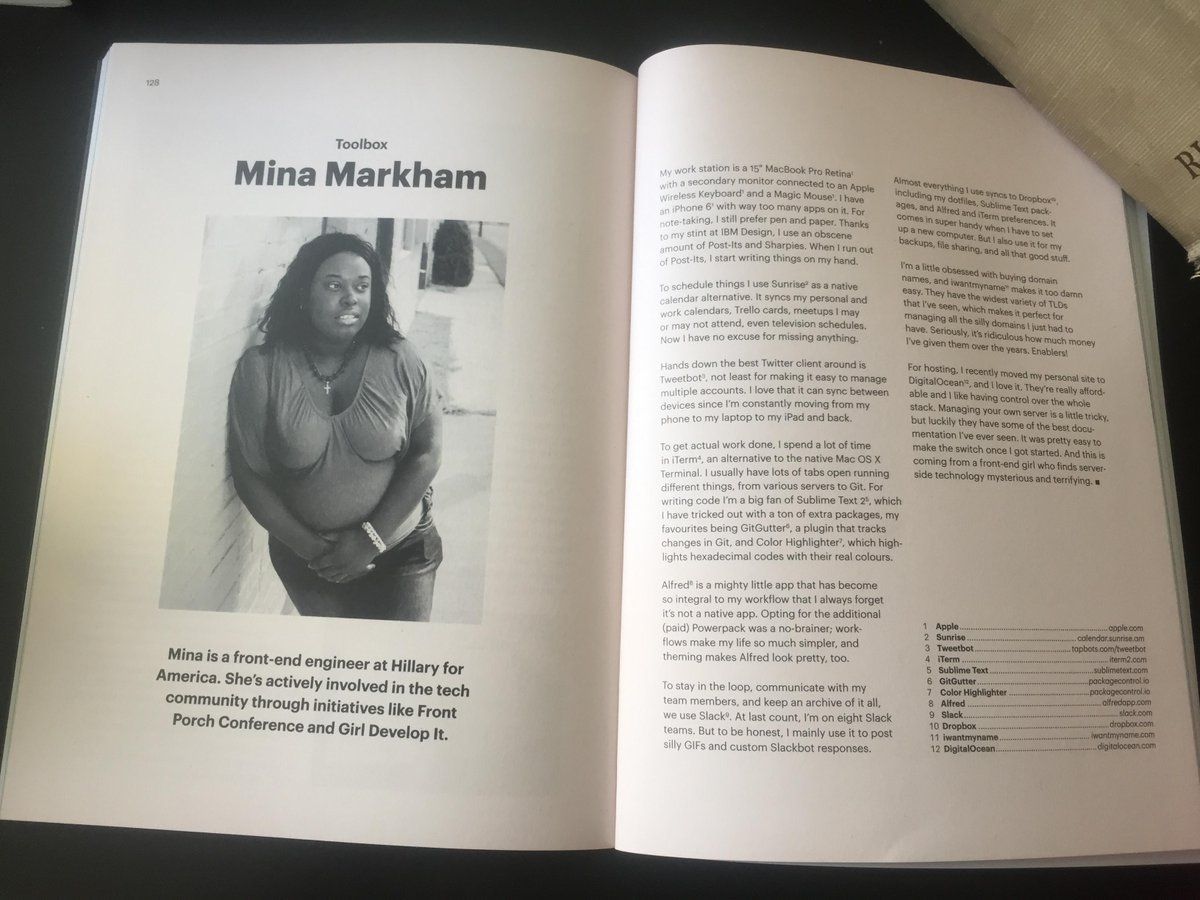 128
Toolbox
Mina Markham
Mina is a front-end engineer at Hillary for
America. She's actively involved in the tech
community through initiatives like Front
Porch Conference and Girl Develop It.
My work station is a 15" MacBook Pro Retina¹
with a secondary monitor connected to an Apple
Wireless Keyboard¹ and a Magic Mouse¹. I have
an iPhone 6¹ with way too many apps on it. For
note-taking, I still prefer pen and paper. Thanks
to my stint at IBM Design, I use an obscene
amount of Post-Its and Sharpies. When I run out
of Post-Its, I start writing things on my hand.
To schedule things I use Sunrise² as a native
calendar alternative. It syncs my personal and
work calendars, Trello cards, meetups I may
or may not attend, even television schedules.
Now I have no excuse for missing anything.
Hands down the best Twitter client around is
Tweetbot³, not least for making it easy to manage
multiple accounts. I love that it can sync between
devices since I'm constantly moving from my
phone to my laptop to my iPad and back.
To get actual work done, I spend a lot of time
in iTerm⁴, an alternative to the native Mac OS X
Terminal. I usually have lots of tabs open running
different things, from various servers to Git. For
writing code I'm a big fan of Sublime Text 2⁵, which
I have tricked out with a ton of extra packages, my
favourites being GitGutter⁶, a plugin that tracks
changes in Git, and Color Highlighter⁷, which high-
lights hexadecimal codes with their real colours.
Alfred⁸ is a mighty little app that has become
so integral to my workflow that I always forget
it's not a native app. Opting for the additional
(paid) Powerpack was a no-brainer; work-
flows make my life so much simpler, and
theming makes Alfred look pretty, too.
To stay in the loop, communicate with my
team members, and keep an archive of it all,
we use Slack⁹. At last count, I'm on eight Slack
teams. But to be honest, I mainly use it to post
silly GIFs and custom Slackbot responses.
Almost everything I use syncs to Dropbox¹⁰,
including my dotfiles, Sublime Text pack-
ages, and Alfred and iTerm preferences. It
comes in super handy when I have to set
up a new computer. But I also use it for my
backups, file sharing, and all that good stuff.
I'm a little obsessed with buying domain
names, and iwantmyname¹¹ makes it too damn
easy. They have the widest variety of TLDs
that I've seen, which makes it perfect for
managing all the silly domains I just had to
have. Seriously, it's ridiculous how much money
I've given them over the years. Enablers!
For hosting, I recently moved my personal site to
DigitalOcean¹², and I love it. They're really afford-
able and I like having control over the whole
stack. Managing your own server is a little tricky,
but luckily they have some of the best docu-
mentation I've ever seen. It was pretty easy to
make the switch once I got started. And this is
coming from a front-end girl who finds server-
side technology mysterious and terrifying. ■
1 Apple........apple.com
2 Sunrise........calendar.sunrise.am
3 Tweetbot........tapbots.com/tweetbot
4 iTerm........iterm2.com
5 Sublime Text........sublimetext.com
6 GitGutter........packagecontrol.io
7 Color Highlighter........packagecontrol.io
8 Alfred........alfredapp.com
9 Slack........slack.com
10 Dropbox........dropbox.com
11 iwantmyname........iwantmyname.com
12 DigitalOcean........digitalocean.com